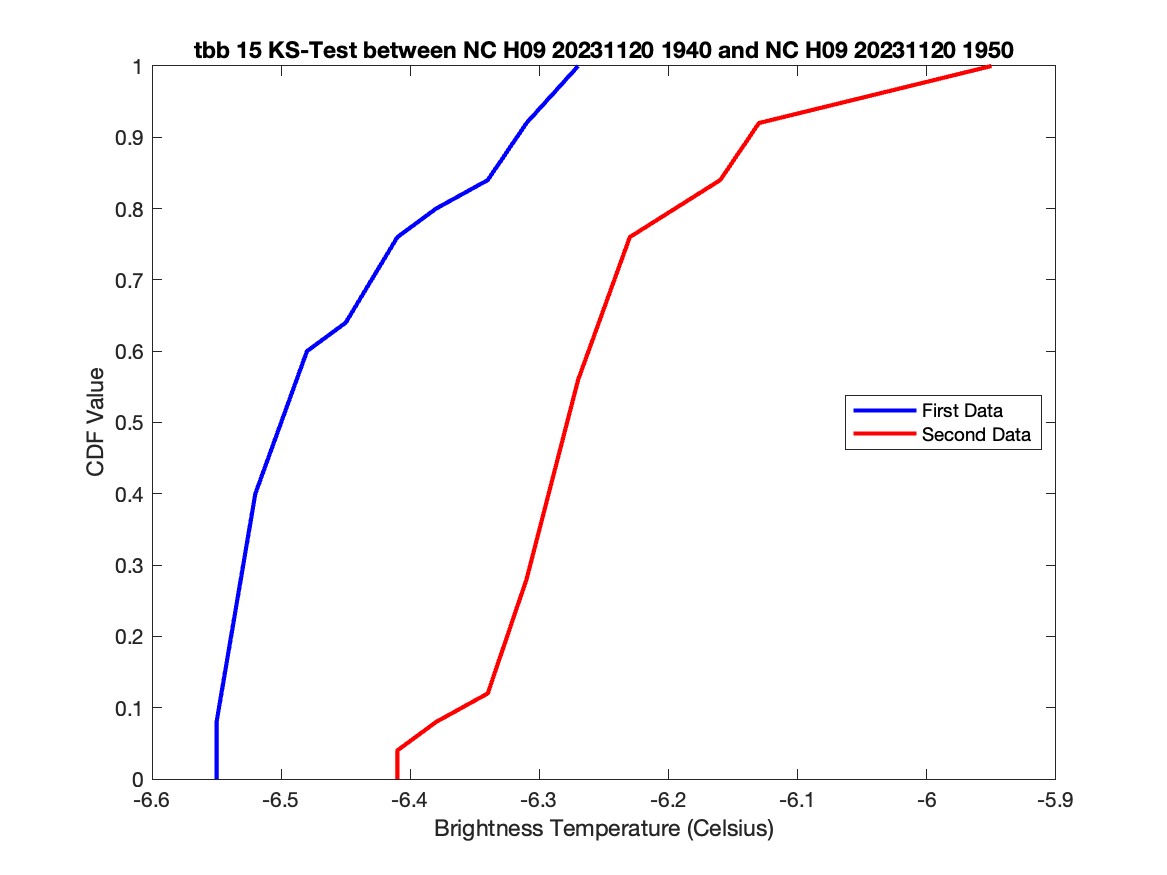 tbb 15 KS-Test between NC H09 20231120 1940 and NC H09 20231120 1950
1
0.9
0.8
0.7
0.6
0.5
0.4
0.3
0.2
0.1
0
CDF Value
First Data
Second Data
-6.6 -6.5 -6.4 -6.3 -6.2 -6.1 -6 -5.9
Brightness Temperature (Celsius)